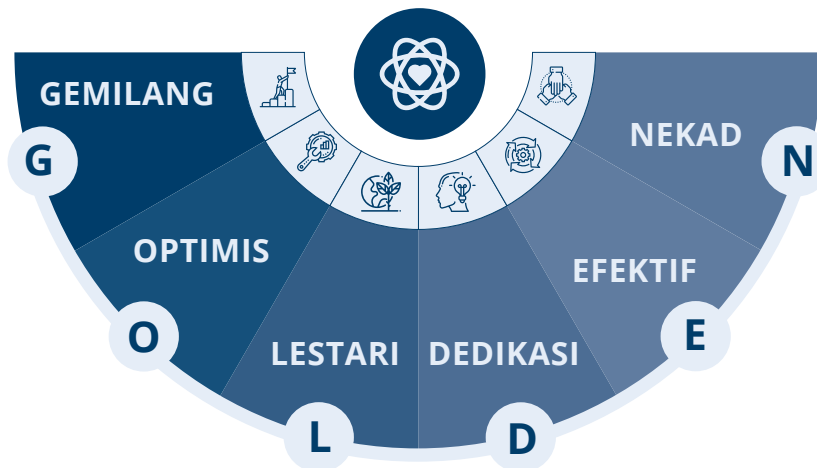 GEMILANG
G
OPTIMIS
O
LESTARI
L
DEDIKASI
D
EFEKTIF
E
NEKAD
N